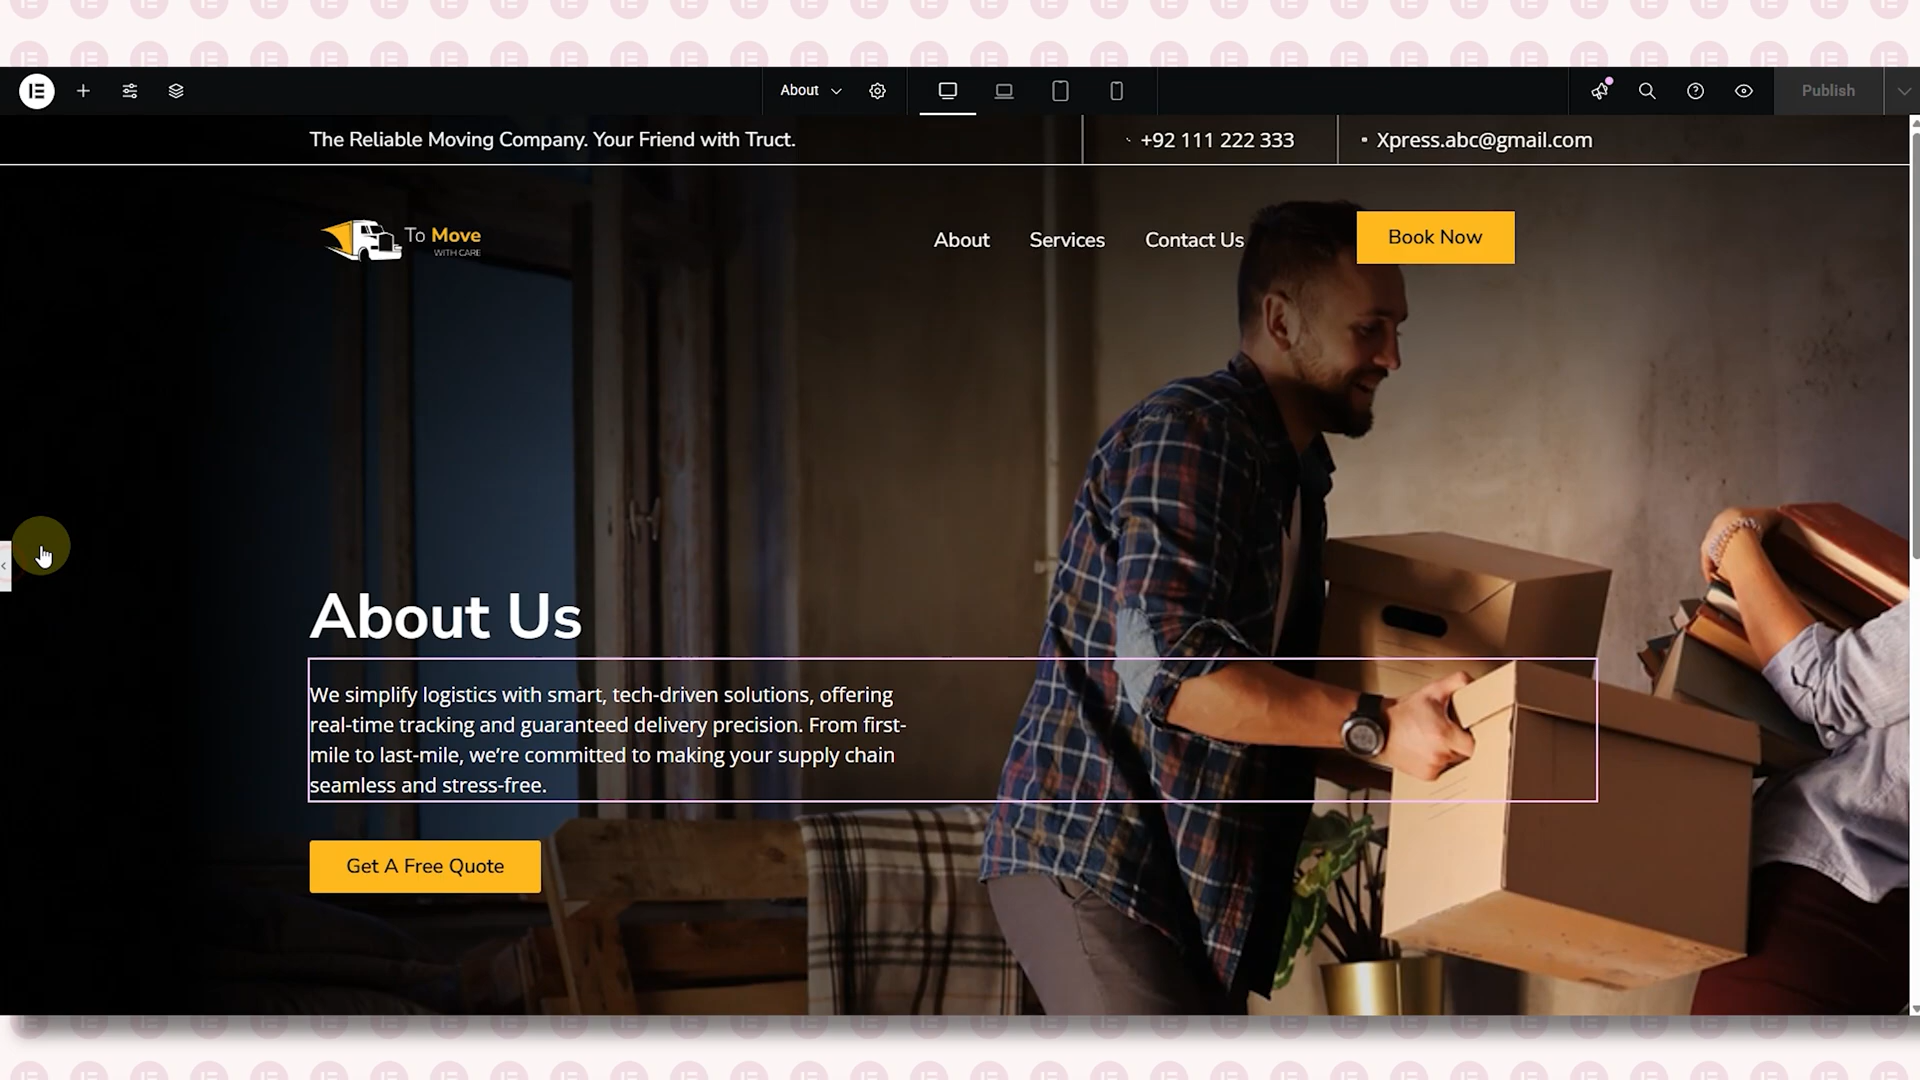 About
Publish
The Reliable Moving Company. Your Friend with Truct.
+92 111 222 333
Xpress.abc@gmail.com
To Move
WITH CARE
About
Services
Contact Us
Book Now
About Us
We simplify logistics with smart, tech-driven solutions, offering
real-time tracking and guaranteed delivery precision. From first-
mile to last-mile, we’re committed to making your supply chain
seamless and stress-free.
Get A Free Quote